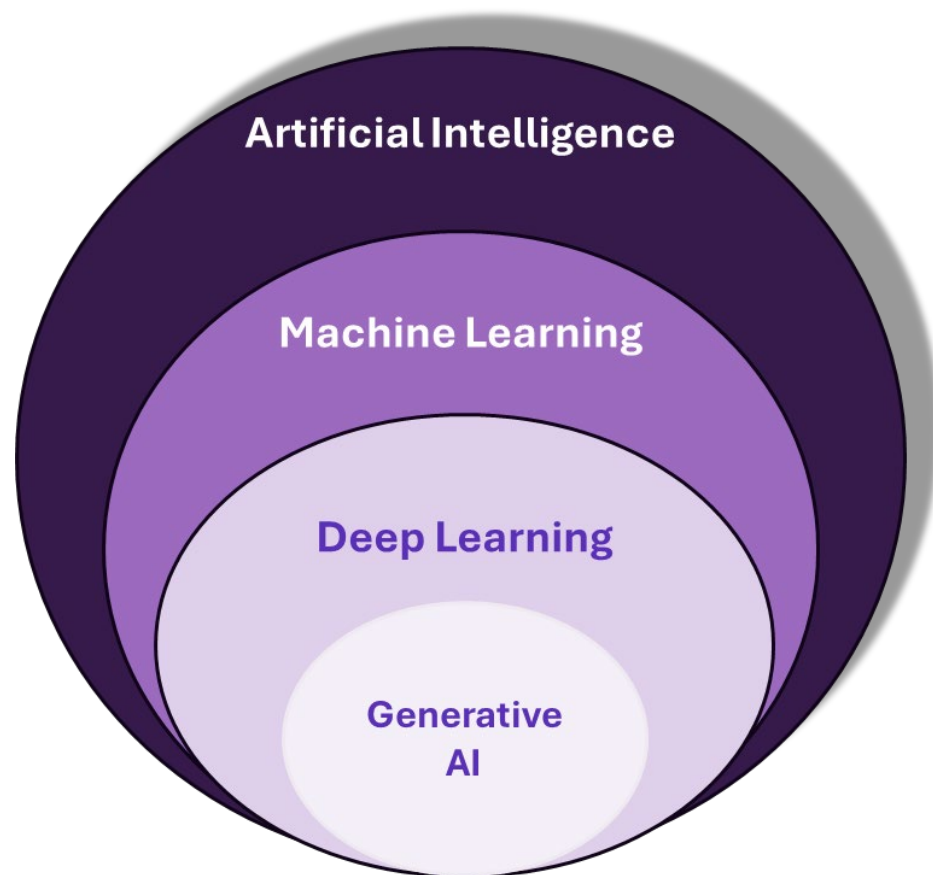 Artificial Intelligence
Machine Learning
Deep Learning
Generative
AI